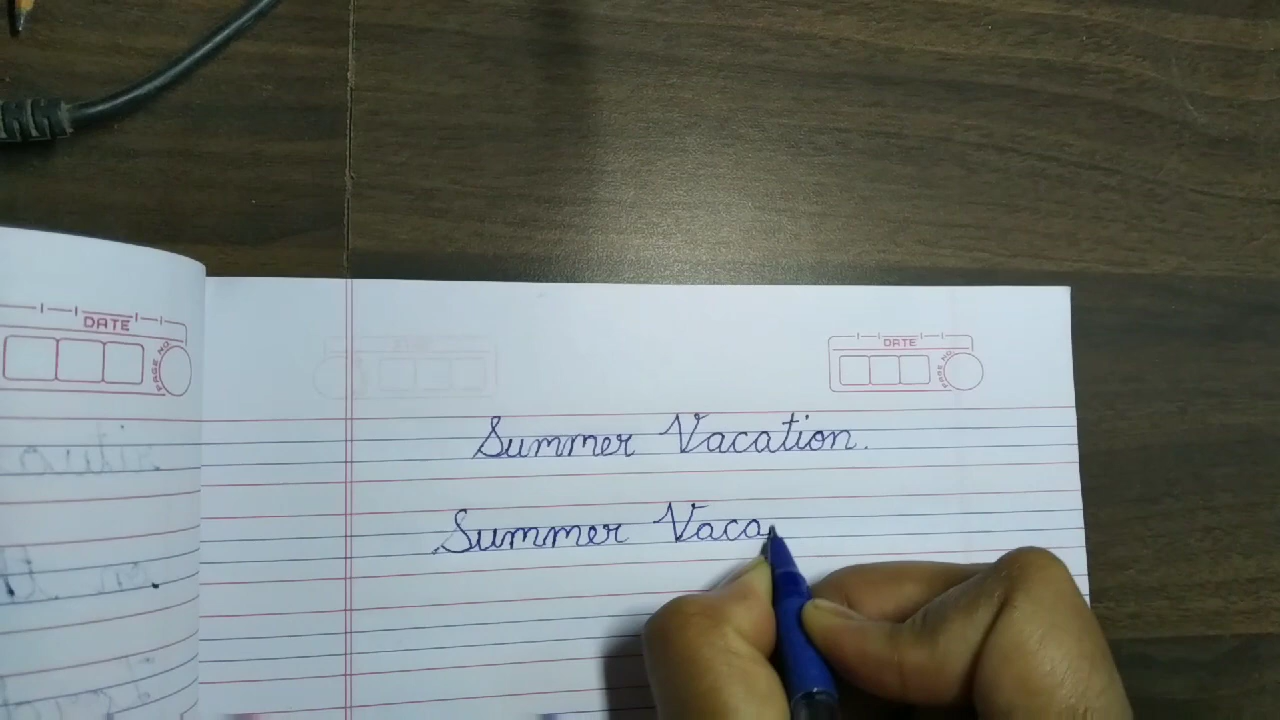 DATE
PAGE NO
DATE
PAGE NO
Summer Vacation.
Summer Vaca